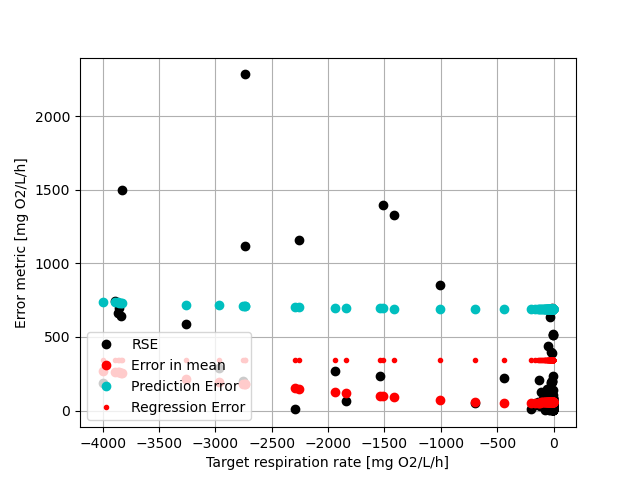 2000
1500
1000
500
0
Error metric [mg O2/L/h]
RSE
Error in mean
Prediction Error
Regression Error
−4000 −3500 −3000 −2500 −2000 −1500 −1000 −500 0
Target respiration rate [mg O2/L/h]